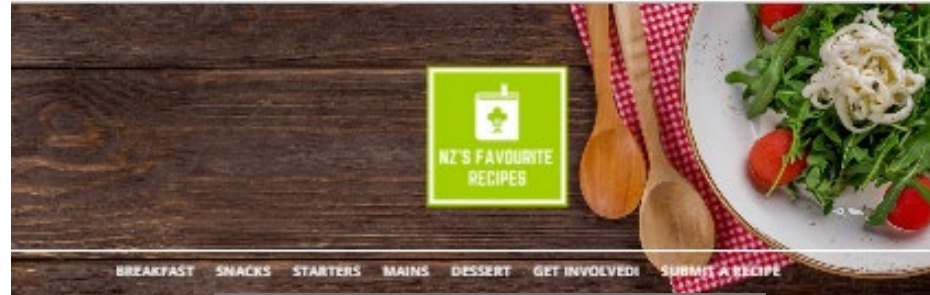 NZ'S FAVOURITE
RECIPES
BREAKFAST SNACKS STARTERS MAINS DESSERT GET INVOLVED! SUBMIT A RECIPE